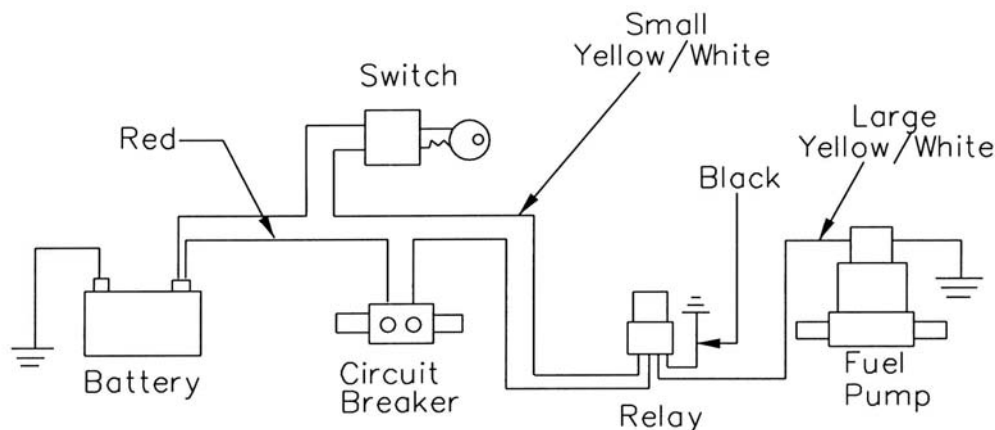 Small
Yellow/White
Switch
Red
Large
Yellow/White
Black
Battery
Circuit
Breaker
Relay
Fuel
Pump